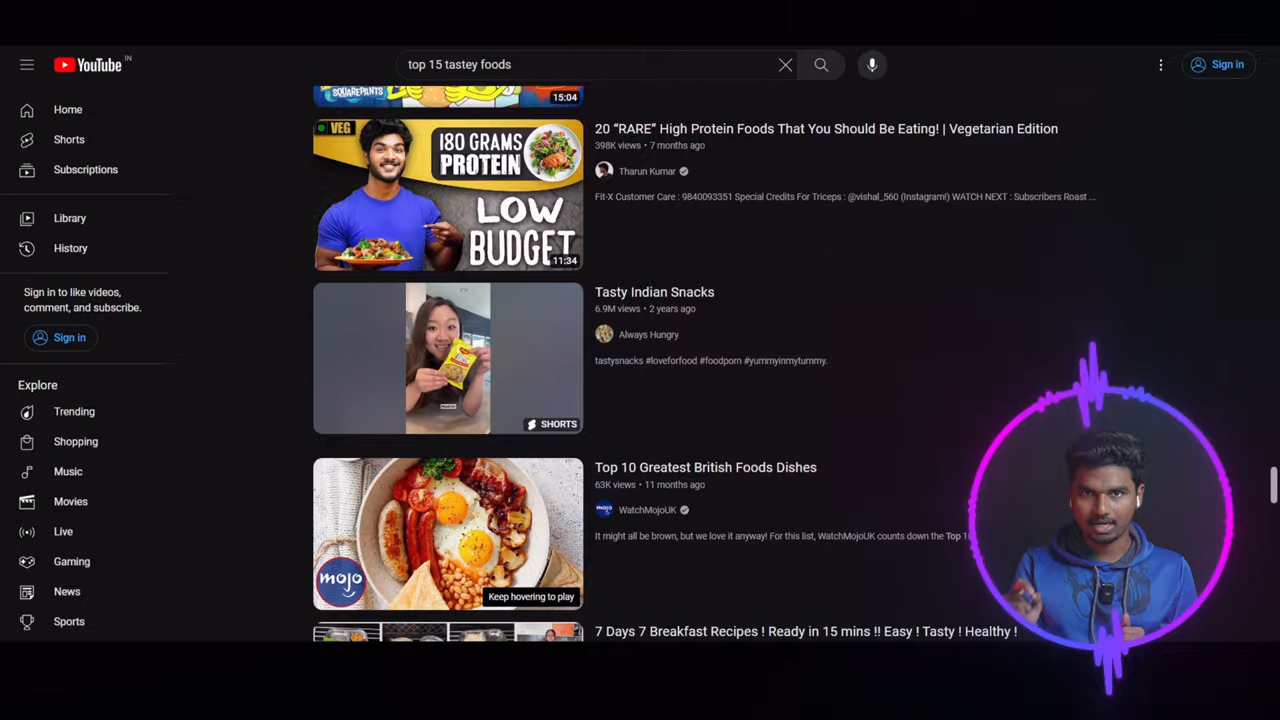 YouTube IN
top 15 tastey foods
Sign in
Home
Shorts
Subscriptions
Library
History
Sign in to like videos,
comment, and subscribe.
Sign in
Explore
Trending
Shopping
Music
Movies
Live
Gaming
News
Sports
SQUAREPANTS
15:04
VEG
180 GRAMS
PROTEIN
LOW
BUDGET
11:34
20 “RARE” High Protein Foods That You Should Be Eating! | Vegetarian Edition
398K views • 7 months ago
Tharun Kumar
Fit-X Customer Care : 9840093351 Special Credits For Triceps : @vishal_560 (Instagram!) WATCH NEXT : Subscribers Roast ...
SHORTS
Tasty Indian Snacks
6.9M views • 2 years ago
Always Hungry
tastysnacks #loveforfood #foodporn #yummyinmytummy.
mojo
Keep hovering to play
Top 10 Greatest British Foods Dishes
63K views • 11 months ago
WatchMojoUK
It might all be brown, but we love it anyway! For this list, WatchMojoUK counts down the Top
7 Days 7 Breakfast Recipes ! Ready in 15 mins !! Easy ! Tasty ! Healthy !